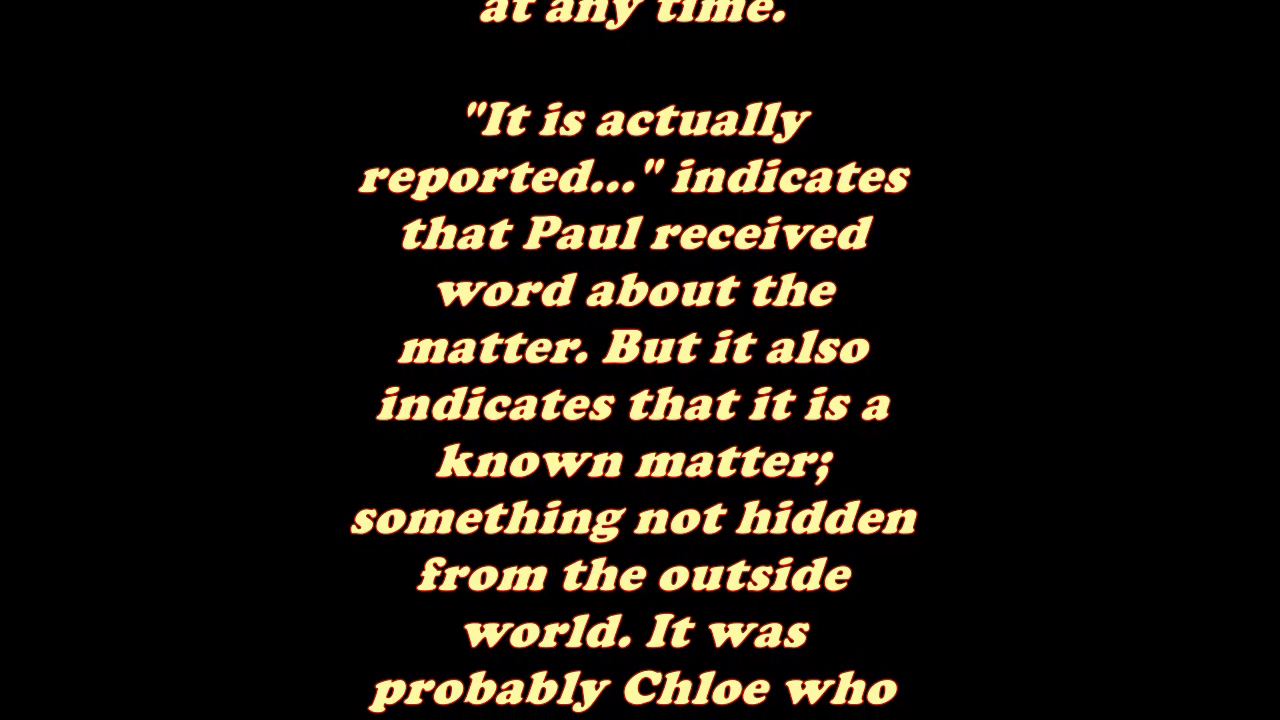 at any time.
"It is actually
reported..." indicates
that Paul received
word about the
matter. But it also
indicates that it is a
known matter;
something not hidden
from the outside
world. It was
probably Chloe who